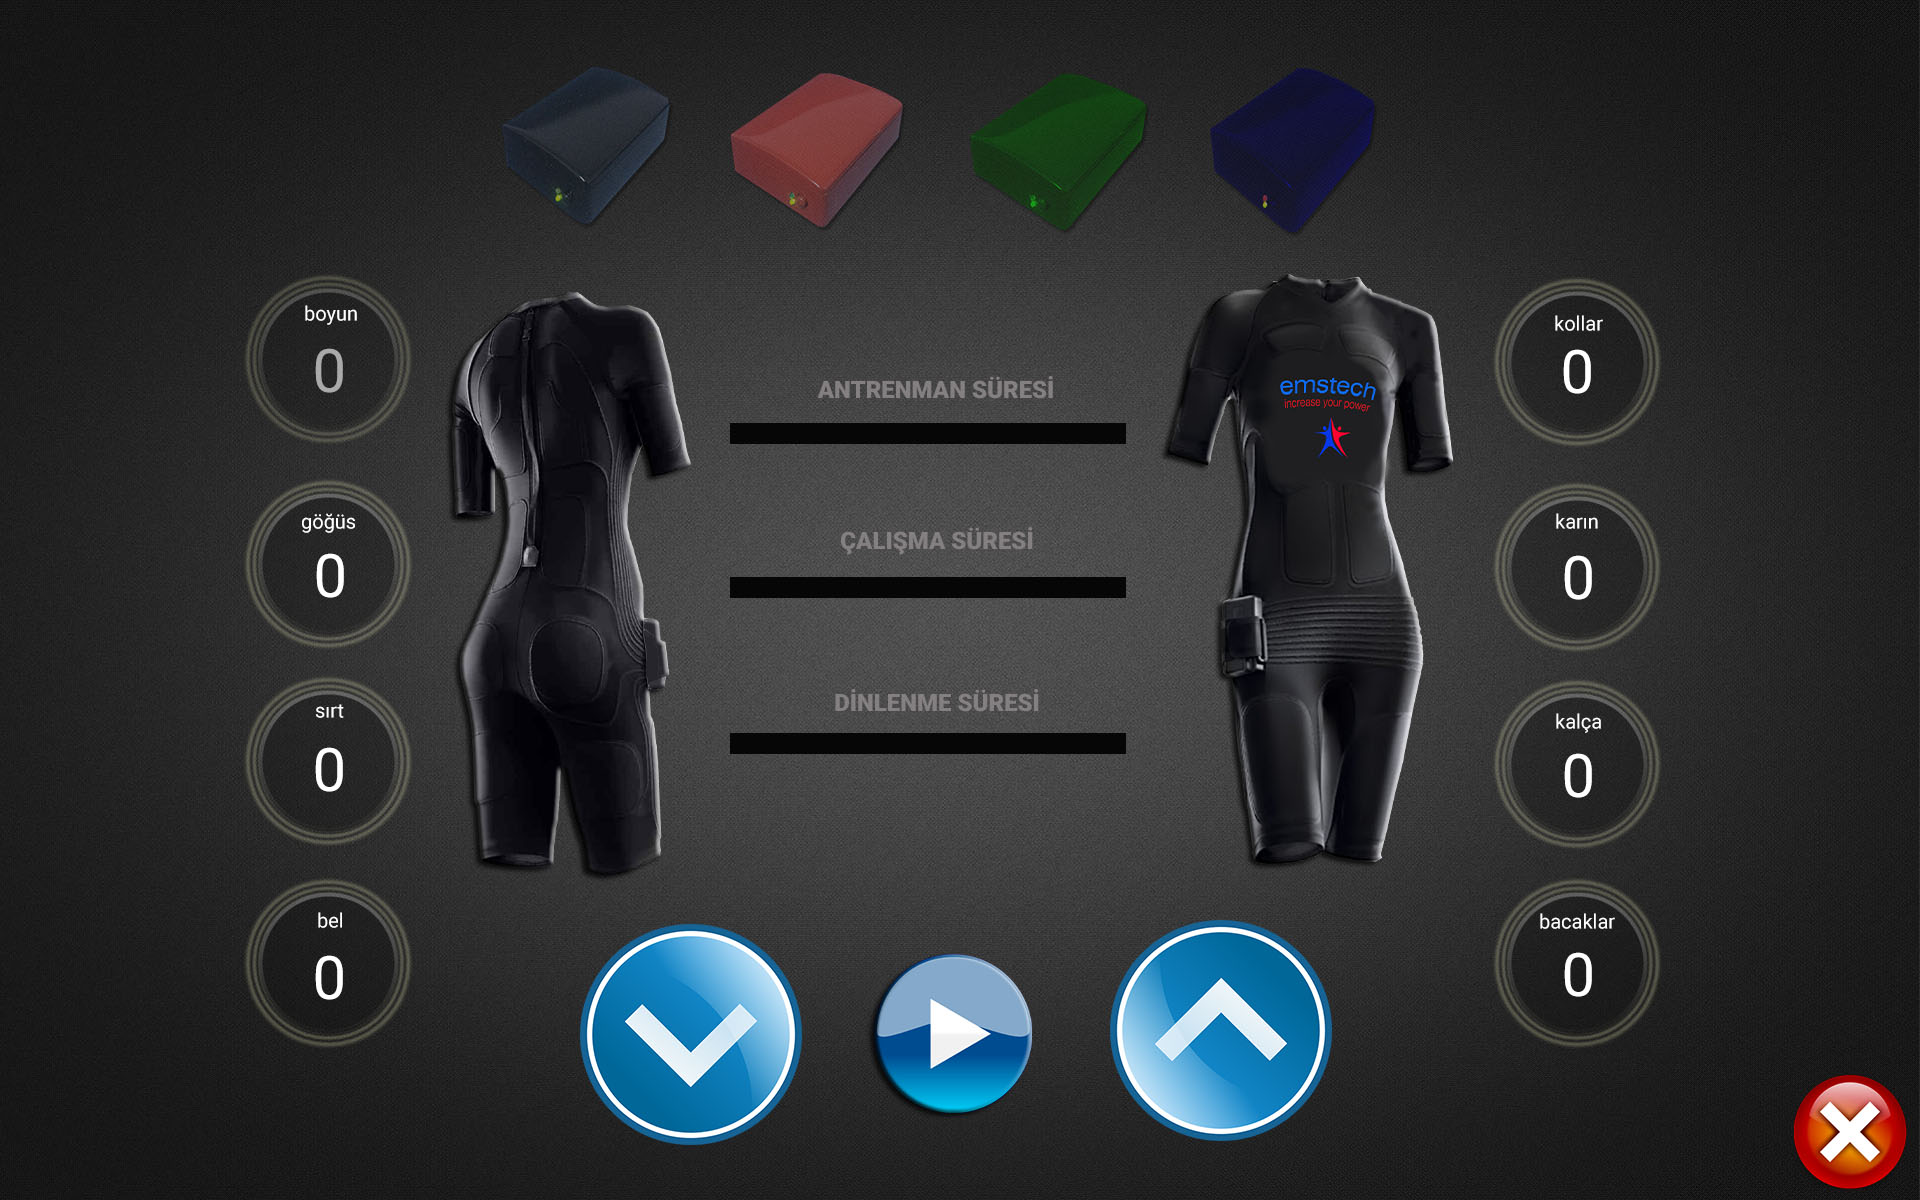 boyun
0
göğüs
0
sırt
0
bel
0
ANTRENMAN SÜRESİ
ÇALIŞMA SÜRESİ
DİNLENME SÜRESİ
emstech
increase your power
kollar
0
karın
0
kalça
0
bacaklar
0